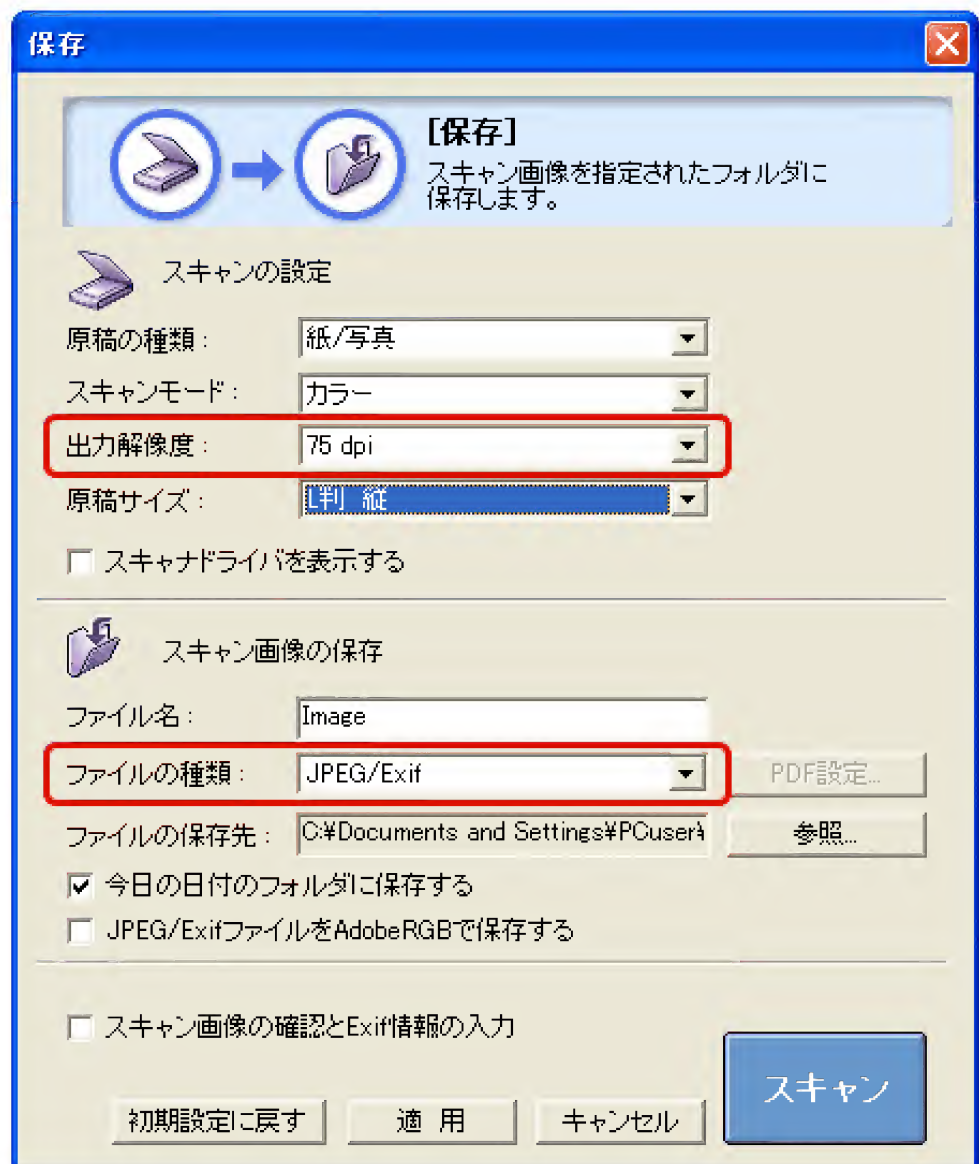 保存
[保存]
スキャン画像を指定されたフォルダに
保存します。
スキャンの設定
原稿の種類： 紙/写真
スキャンモード： カラー
出力解像度： 75 dpi
原稿サイズ： L判 縦
スキャナドライバを表示する
スキャン画像の保存
ファイル名： Image
ファイルの種類： JPEG/Exif PDF設定...
ファイルの保存先： C:¥Documents and Settings¥PCuser¥ 参照...
今日の日付のフォルダに保存する
JPEG/ExifファイルをAdobeRGBで保存する
スキャン画像の確認とExif情報の入力
スキャン
初期設定に戻す 適 用 キャンセル